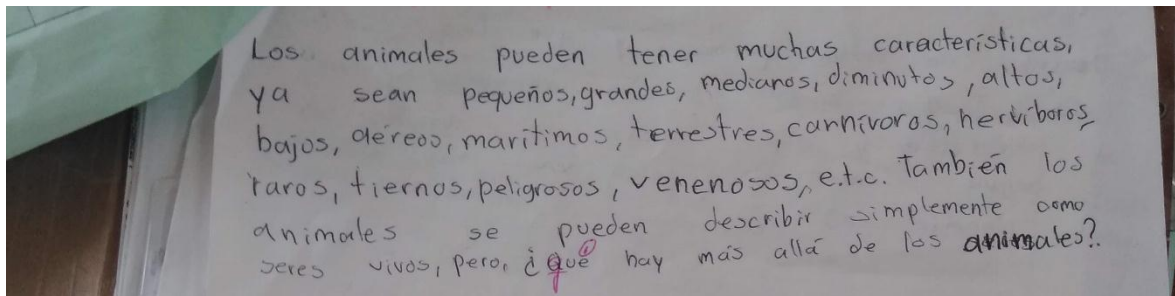 Los animales pueden tener muchas características,
ya sean pequeños, grandes, medianos, diminutos, altos,
bajos, aéreos, marítimos, terrestres, carnívoros, hervíboros,
raros, tiernos, peligrosos, venenosos, e.t.c. También los
animales se pueden describir simplemente como
seres vivos, pero, ¿qué hay más allá de los animales?.